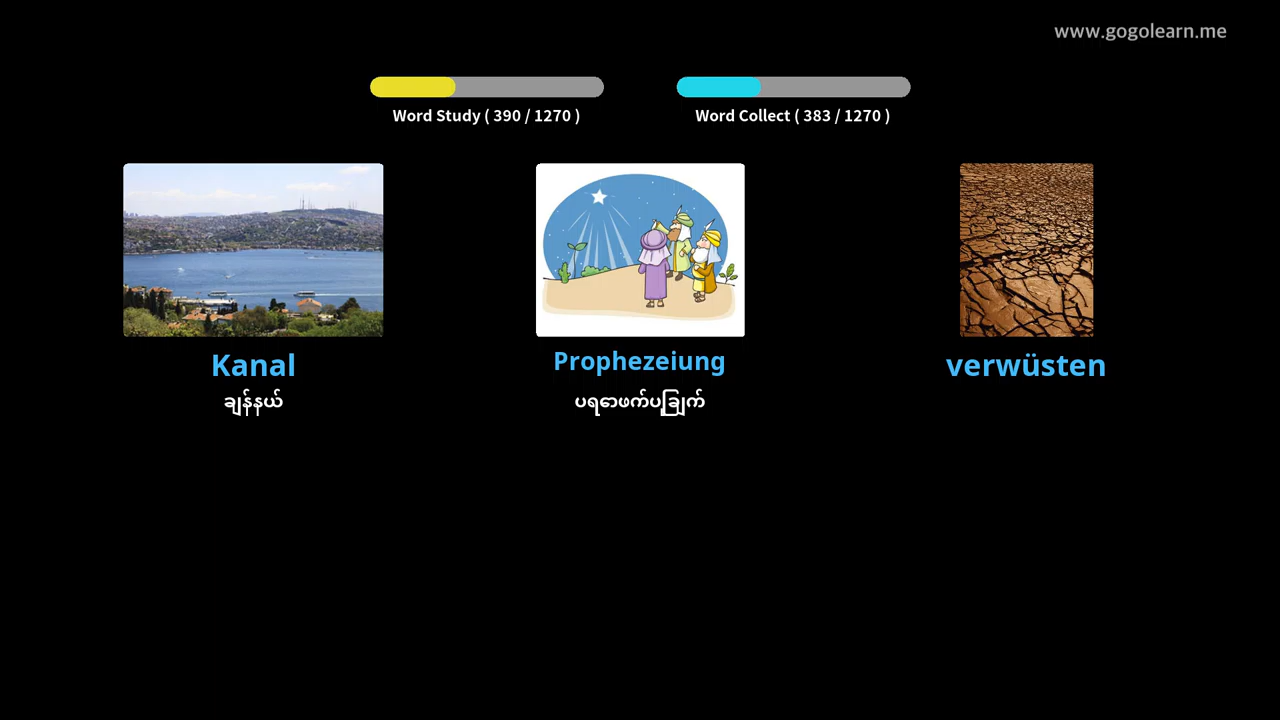 www.gogolearn.me
Word Study ( 390 / 1270 )
Word Collect ( 383 / 1270 )
Kanal
Prophezeiung
verwüsten
ချန်နယ်
ပရောဖက်ပြုချက်